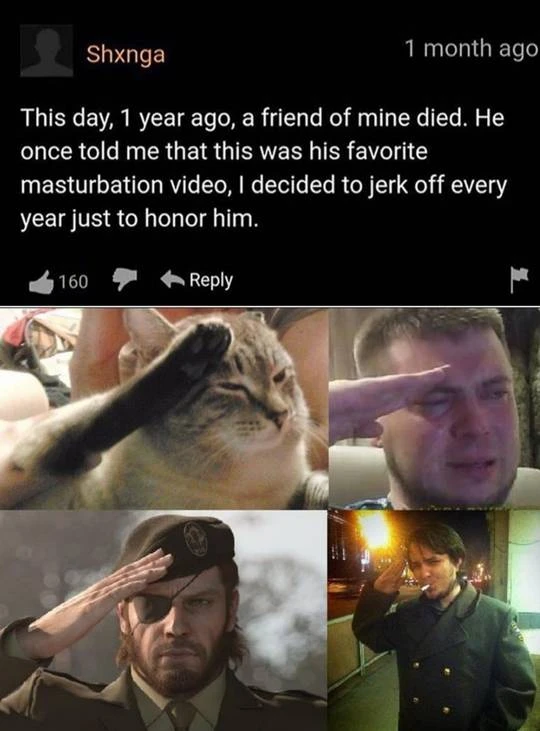 Shxnga
1 month ago
This day, 1 year ago, a friend of mine died. He
once told me that this was his favorite
masturbation video, I decided to jerk off every
year just to honor him.
160
Reply